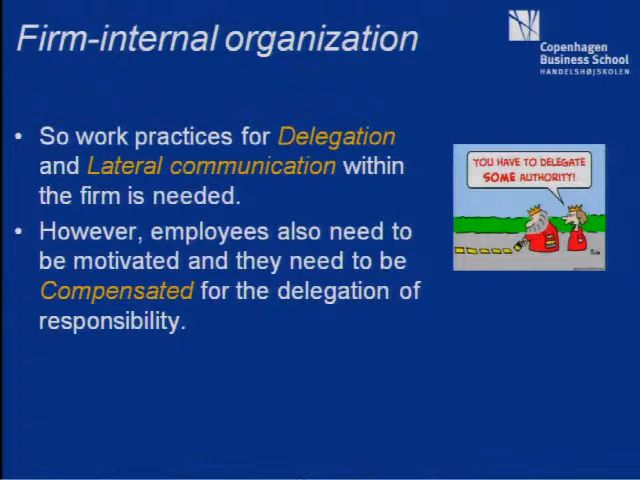 Firm-internal organization
Copenhagen
Business School
HANDELSHØJSKOLEN
• So work practices for Delegation
and Lateral communication within
the firm is needed.
• However, employees also need to
be motivated and they need to be
Compensated for the delegation of
responsibility.
YOU HAVE TO DELEGATE
SOME AUTHORITY!